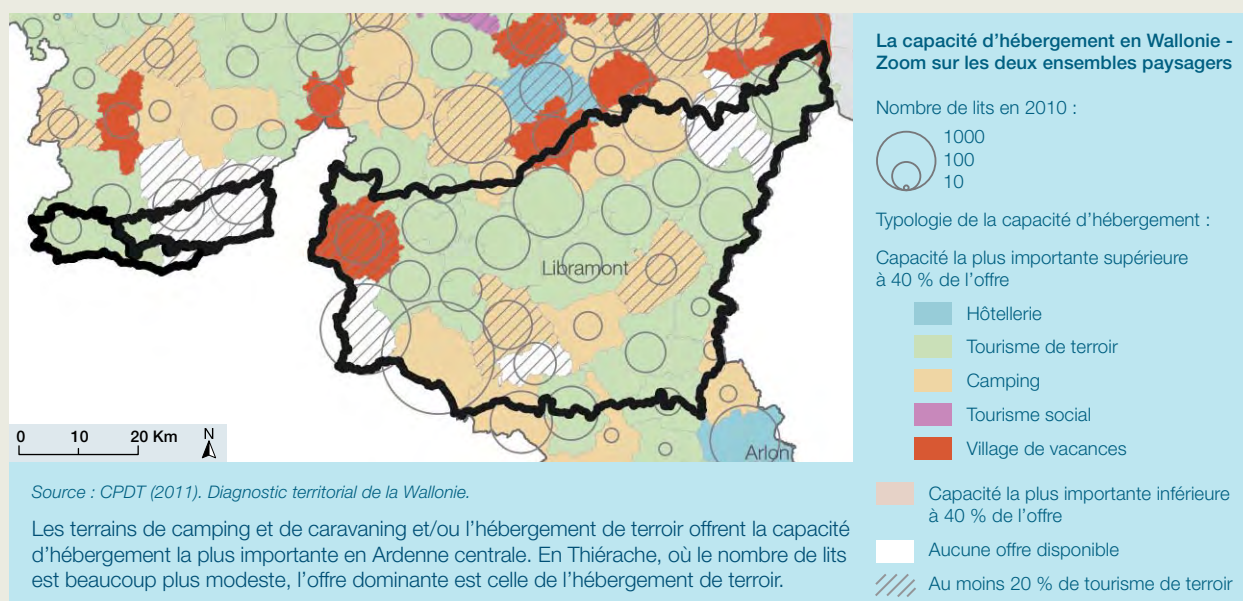 Libramont
Arlon
0 10 20 Km N
Source : CPDT (2011). Diagnostic territorial de la Wallonie.
Les terrains de camping et de caravaning et/ou l'hébergement de terroir offrent la capacité
d'hébergement la plus importante en Ardenne centrale. En Thiérache, où le nombre de lits
est beaucoup plus modeste, l'offre dominante est celle de l'hébergement de terroir.
La capacité d'hébergement en Wallonie -
Zoom sur les deux ensembles paysagers
Nombre de lits en 2010 :
1000
100
10
Typologie de la capacité d'hébergement :
Capacité la plus importante supérieure
à 40 % de l'offre
Hôtellerie
Tourisme de terroir
Camping
Tourisme social
Village de vacances
Capacité la plus importante inférieure
à 40 % de l'offre
Aucune offre disponible
Au moins 20 % de tourisme de terroir